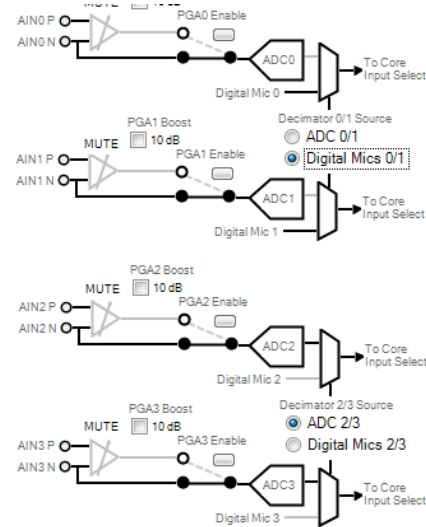 PGA0 Enable
AIN0 P
AIN0 N
ADC0
To Core
Input Select
Digital Mic 0
Decimator 0/1 Source
ADC 0/1
Digital Mics 0/1
PGA1 Boost
MUTE 10 dB
PGA1 Enable
AIN1 P
AIN1 N
ADC1
To Core
Input Select
Digital Mic 1
PGA2 Boost
MUTE 10 dB
PGA2 Enable
AIN2 P
AIN2 N
ADC2
To Core
Input Select
Digital Mic 2
Decimator 2/3 Source
ADC 2/3
Digital Mics 2/3
PGA3 Boost
MUTE 10 dB
PGA3 Enable
AIN3 P
AIN3 N
ADC3
To Core
Input Select
Digital Mic 3